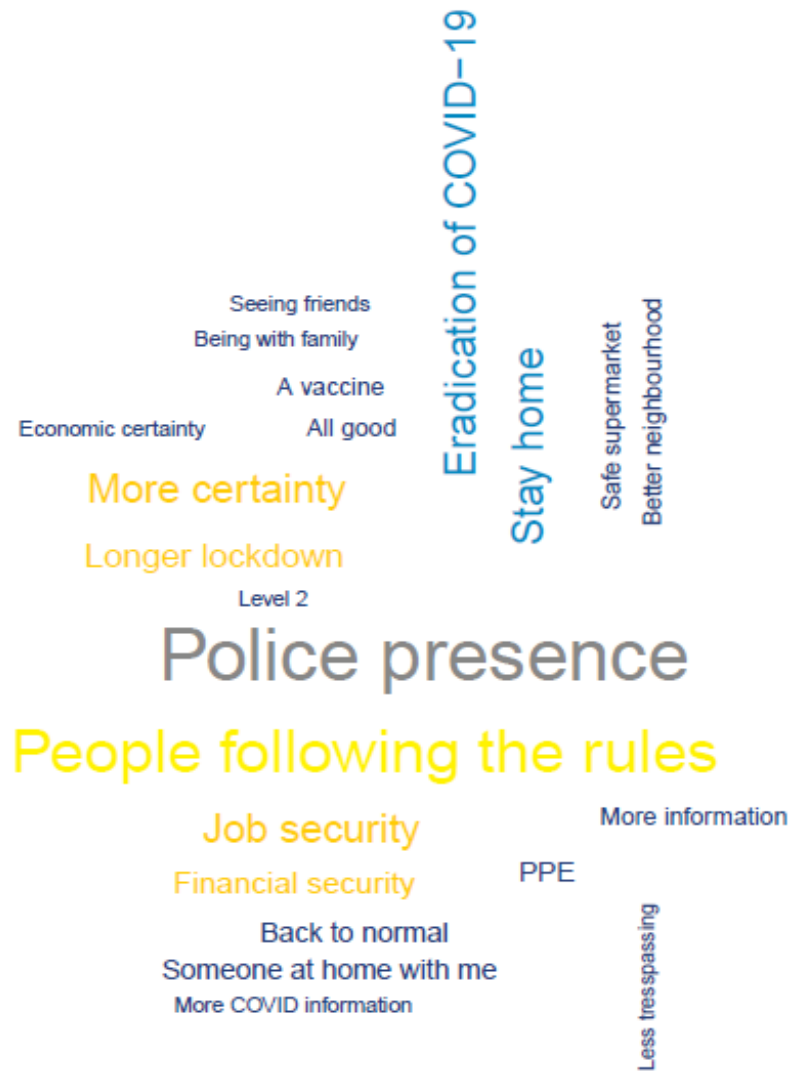 Eradication of COVID−19
Seeing friends
Being with family
A vaccine
Economic certainty
All good
Stay home
Safe supermarket
Better neighbourhood
More certainty
Longer lockdown
Level 2
Police presence
People following the rules
Job security
More information
Financial security
PPE
Back to normal
Someone at home with me
More COVID information
Less tresspassing